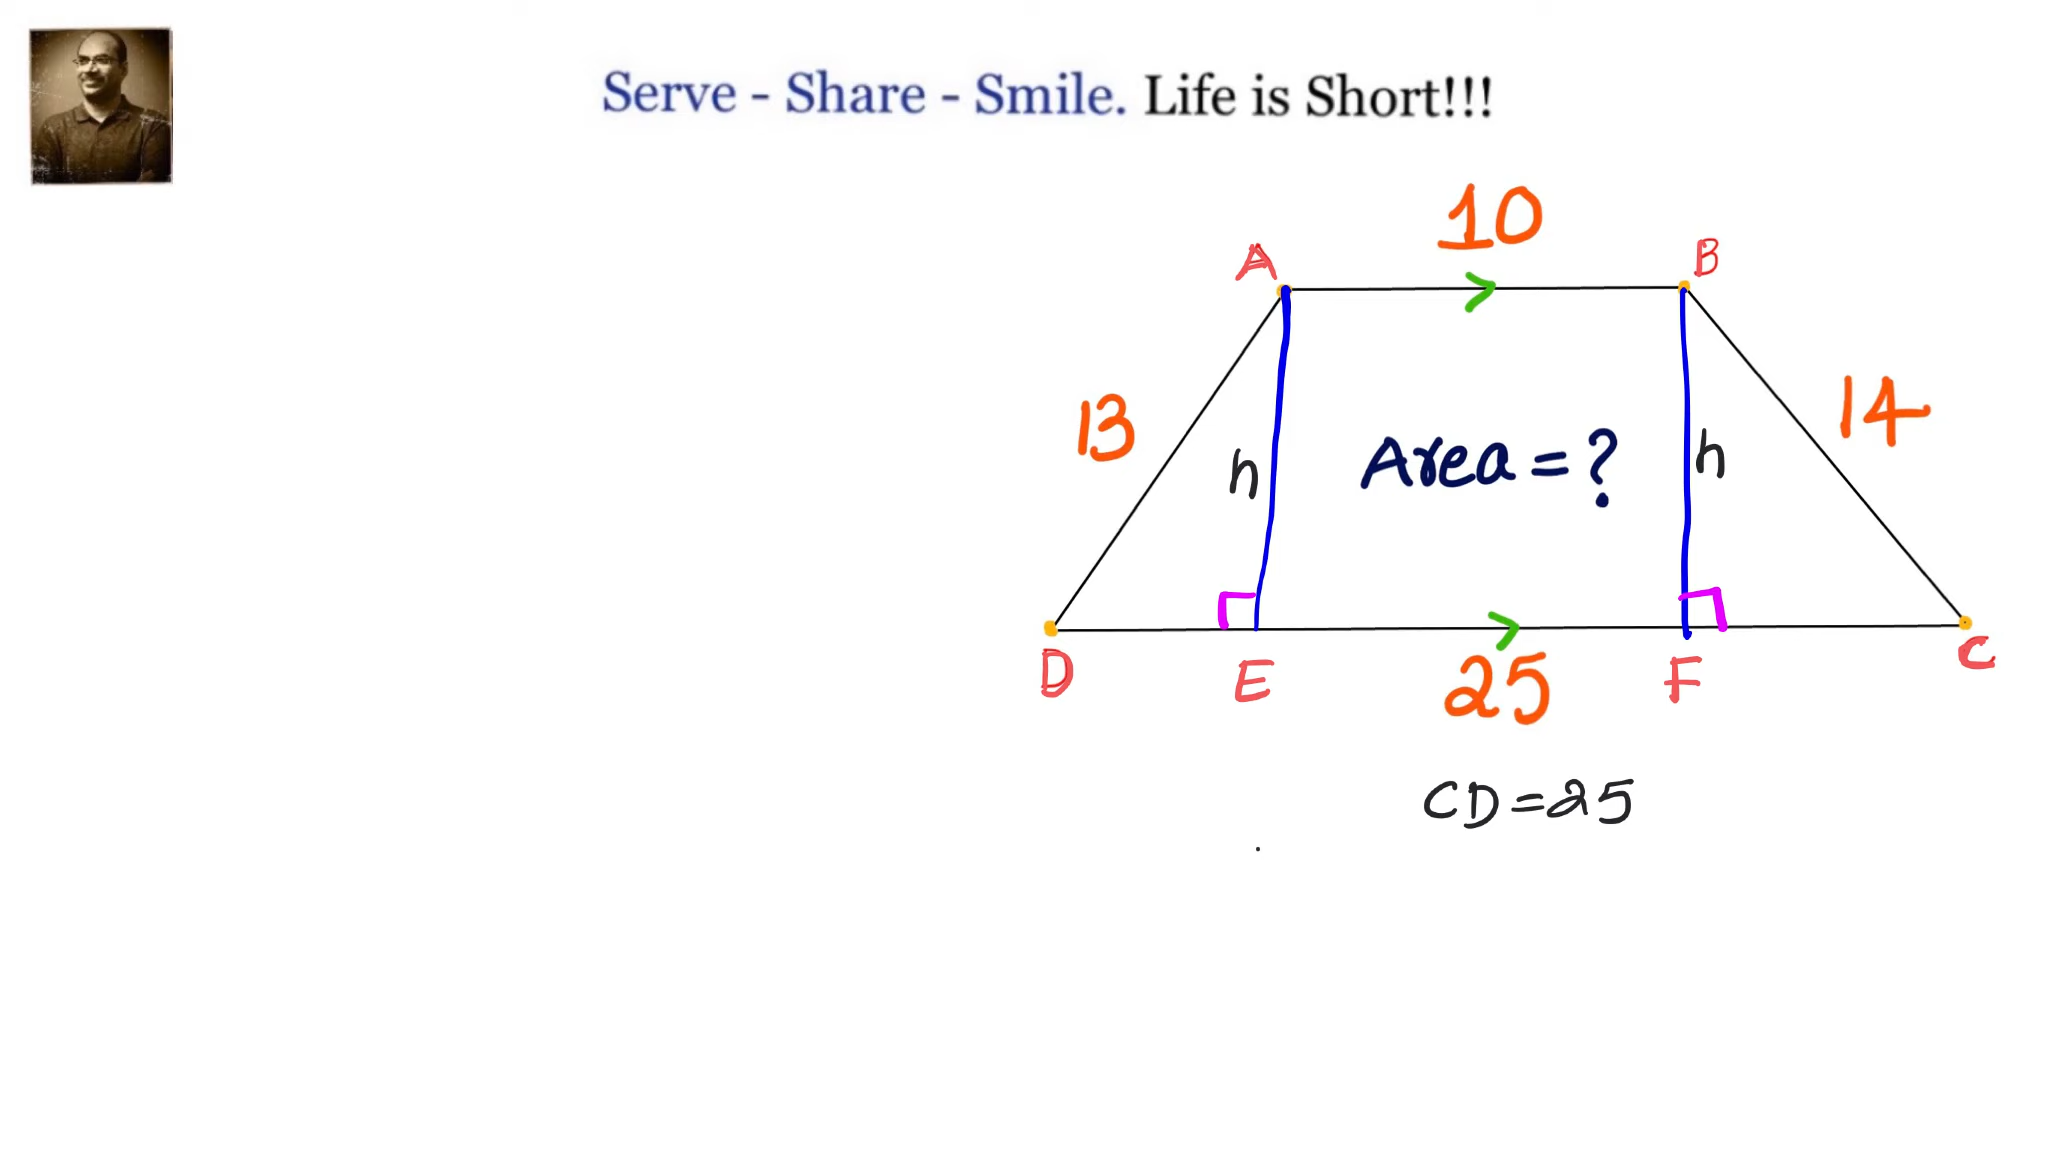 Serve - Share - Smile. Life is Short!!!
10
A
B
13
14
h
Area = ?
h
D
E
25
F
C
CD=25